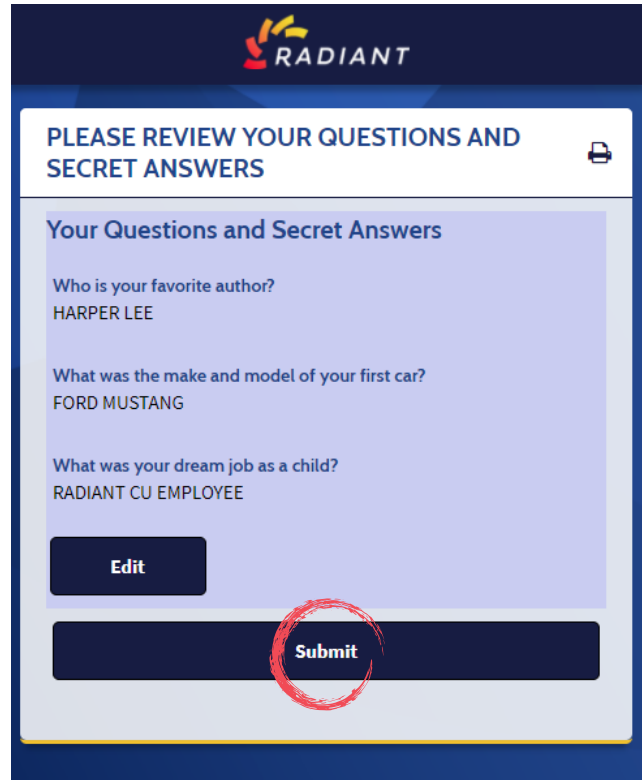 RADIANT
PLEASE REVIEW YOUR QUESTIONS AND
SECRET ANSWERS
Your Questions and Secret Answers
Who is your favorite author?
HARPER LEE
What was the make and model of your first car?
FORD MUSTANG
What was your dream job as a child?
RADIANT CU EMPLOYEE
Edit
Submit